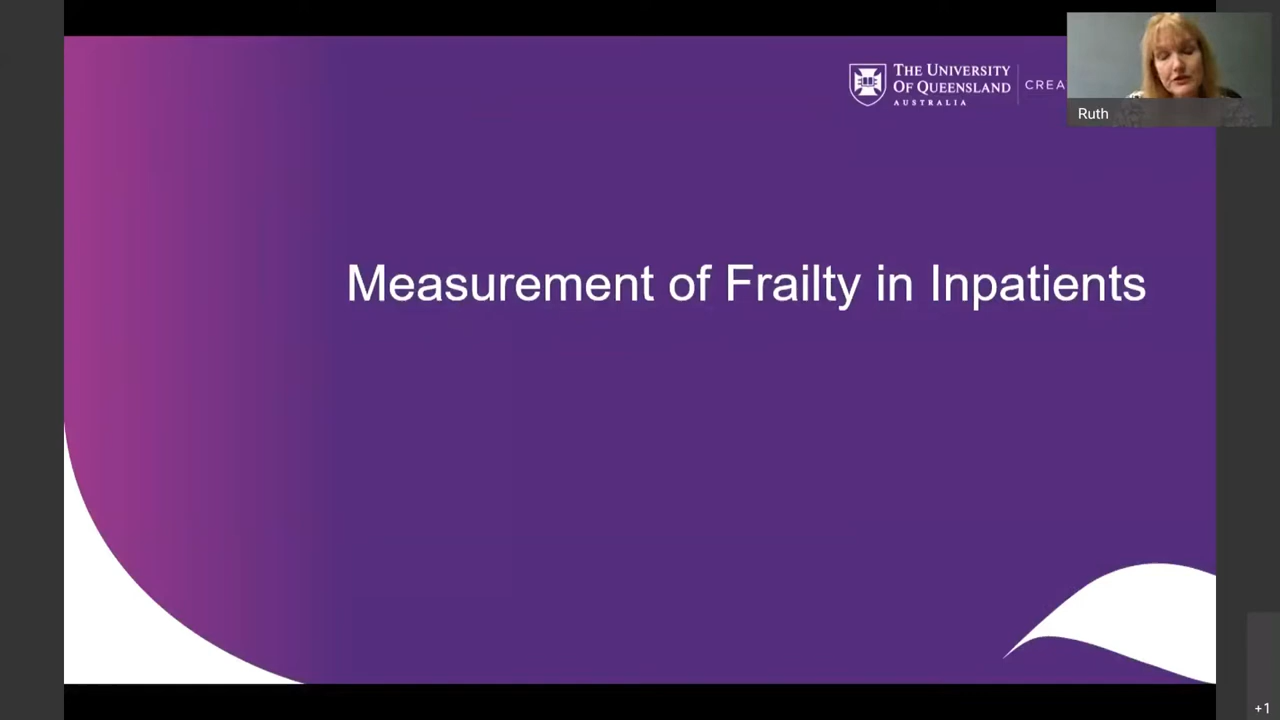 THE UNIVERSITY
OF QUEENSLAND
AUSTRALIA
CREA
Ruth
Measurement of Frailty in Inpatients
+1